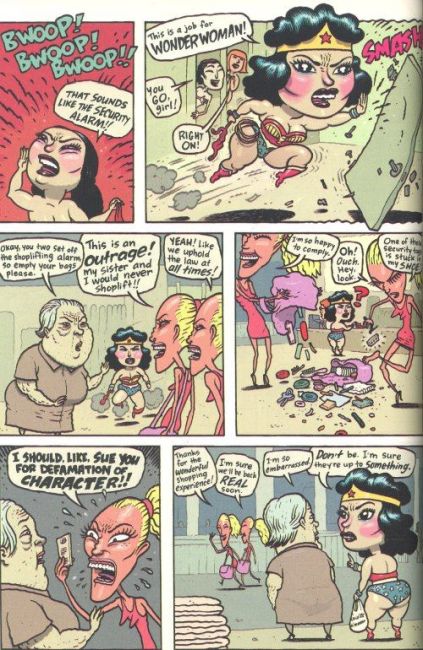 BWOOP!
BWOOP!
BWOOP!!
THAT SOUNDS
LIKE THE SECURITY
ALARM!!
This is a job for
WONDER WOMAN!
You
GO,
girl!
RIGHT
ON!
SMASH
Okay, you two set off
the shoplifting alarm,
so empty your bags
please.
This is an
OUTRAGE!
my sister and
I would never
shoplift!!
YEAH! Like
we uphold
the law at
all times!
I'm so happy
to comply.
Oh!
Ouch.
Hey,
look..
One of the
security
is stuck
my SHOE
I SHOULD, LIKE, SUE YOU
FOR DEFAMATION OF
CHARACTER!!
Thanks
for the
wonderful
shopping
experience!
I'm sure
we'll be back
REAL
soon.
I'm so
embarrassed
Don't be. I'm sure
they're up to something.